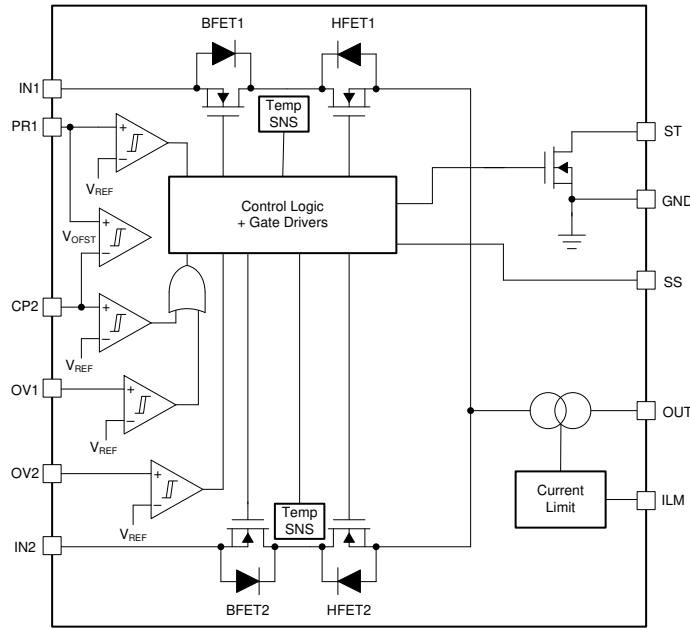 BFET1
HFET1
IN1
Temp
SNS
PR1
ST
VREF
Control Logic
+ Gate Drivers
GND
VOFST
SS
CP2
VREF
OV1
OUT
VREF
OV2
Current
Limit
ILM
VREF
Temp
SNS
IN2
BFET2
HFET2